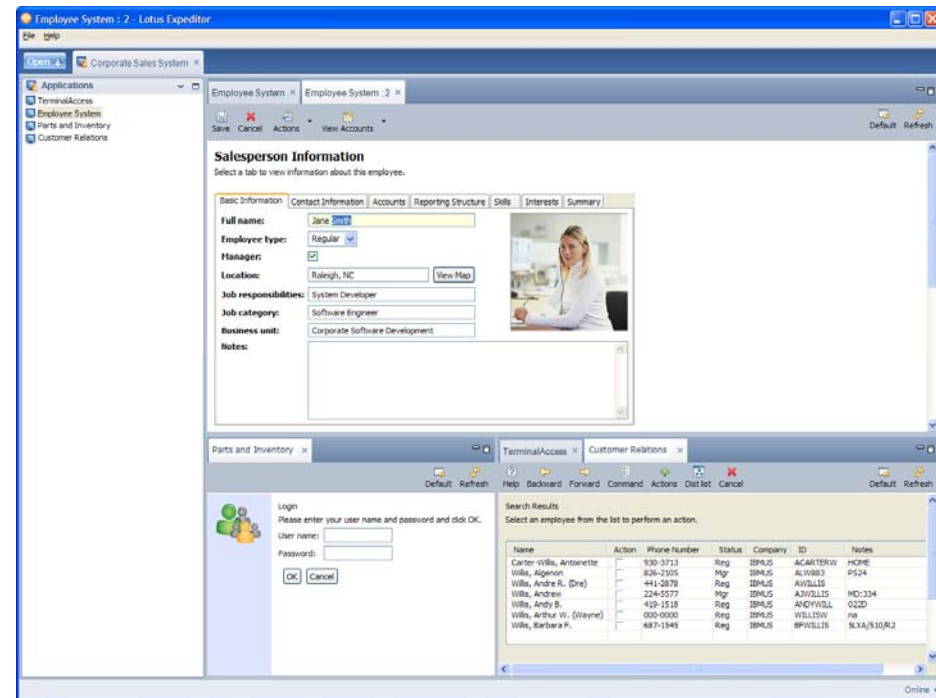 Employee System : 2 - Lotus Expeditor
File Help
Open Corporate Sales System
Applications
TerminalAccess
Employee System
Parts and Inventory
Customer Relations
Employee System Employee System :2
Save Cancel Actions View Accounts Default Refresh
Salesperson Information
Select a tab to view information about this employee.
Basic Information Contact Information Accounts Reporting Structure Skills Interests Summary
Full name: Jane Smith
Employee type: Regular
Manager:
Location: Raleigh, NC View Map
Job responsibilities: System Developer
Job category: Software Engineer
Business unit: Corporate Software Development
Notes:
Parts and Inventory
Default Refresh
Login
Please enter your user name and password and click OK.
User name:
Password:
OK Cancel
TerminalAccess Customer Relations
Help Backward Forward Command Actions Dist list Cancel Default Refresh
Search Results
Select an employee from the list to perform an action.
Name Action Phone Number Status Company ID Notes
Carter-Willis, Antoinette 930-3713 Reg IBMUS ACARTERW HOME
Willis, Algenon 826-2105 Mgr IBMUS ALW883 P524
Willis, Andre R. (Dre) 441-2878 Reg IBMUS AWILLIS
Willis, Andrew 224-5577 Mgr IBMUS AJWILLIS MD:334
Willis, Andy B. 419-1518 Reg IBMUS ANDYWILL 022D
Willis, Arthur W. (Wayne) 000-0000 Reg IBMUS WILLISW na
Willis, Barbara F. 687-1545 Reg IBMUS BFWILLIS SLXA/510/R2
Online